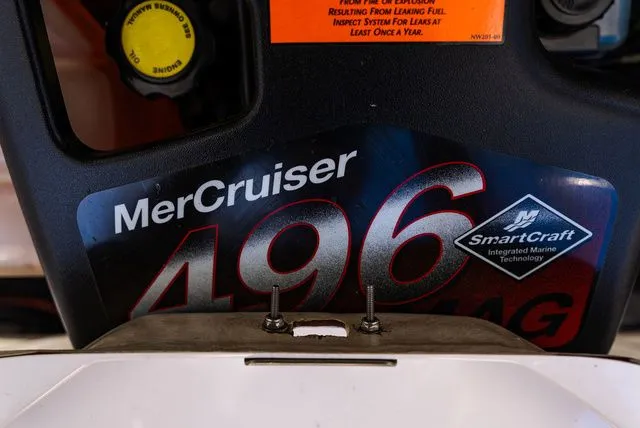 SEE OWNERS MANUAL
ENGINE OIL
FROM FIRE OR EXPLOSION
RESULTING FROM LEAKING FUEL.
INSPECT SYSTEM FOR LEAKS AT
LEAST ONCE A YEAR.
NW201-00
MerCruiser
496
SmartCraft
Integrated Marine
Technology
MAG